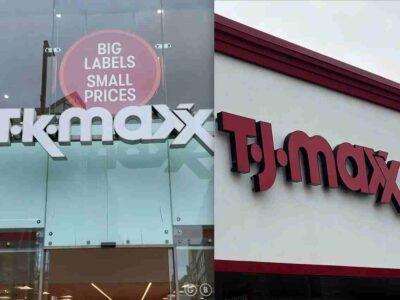 BIG
LABELS
SMALL
PRICES
T·K·maxx
T·J·maxx
G B